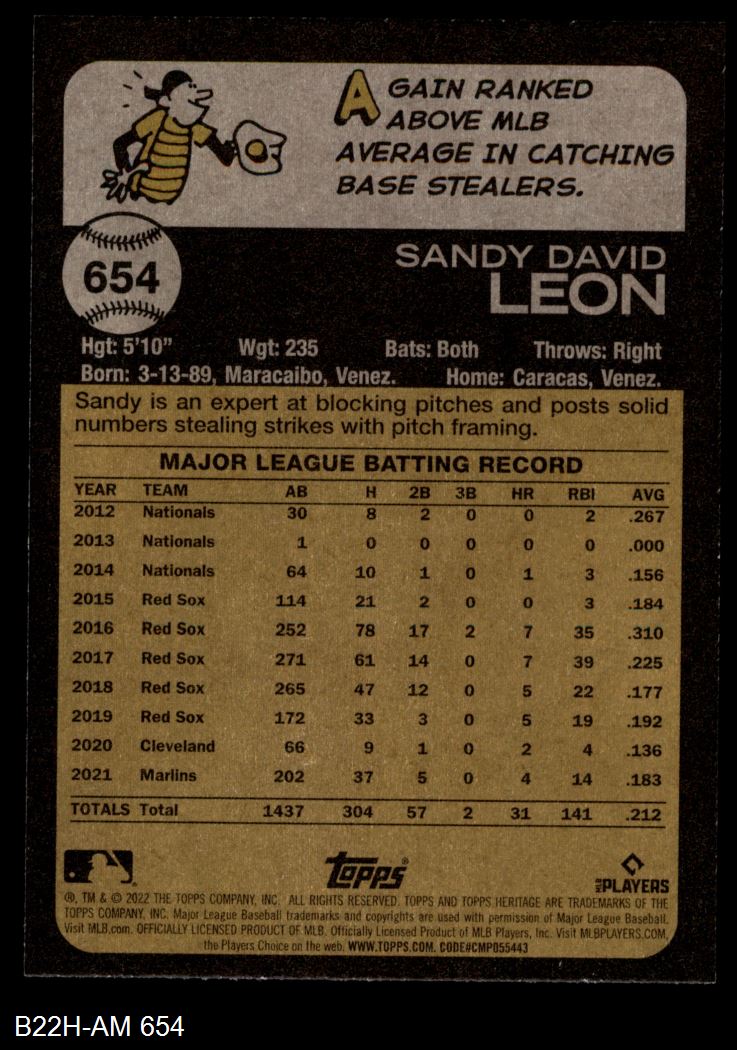 AGAIN RANKED
ABOVE MLB
AVERAGE IN CATCHING
BASE STEALERS.
654
SANDY DAVID
LEON
Hgt: 5'10" Wgt: 235 Bats: Both Throws: Right
Born: 3-13-89, Maracaibo, Venez. Home: Caracas, Venez.
Sandy is an expert at blocking pitches and posts solid
numbers stealing strikes with pitch framing.
MAJOR LEAGUE BATTING RECORD
YEAR TEAM AB H 2B 3B HR RBI AVG
2012 Nationals 30 8 2 0 0 2 .267
2013 Nationals 1 0 0 0 0 0 .000
2014 Nationals 64 10 1 0 1 3 .156
2015 Red Sox 114 21 2 0 0 3 .184
2016 Red Sox 252 78 17 2 7 35 .310
2017 Red Sox 271 61 14 0 7 39 .225
2018 Red Sox 265 47 12 0 5 22 .177
2019 Red Sox 172 33 3 0 5 19 .192
2020 Cleveland 66 9 1 0 2 4 .136
2021 Marlins 202 37 5 0 4 14 .183
TOTALS Total 1437 304 57 2 31 141 .212
Topps®
MLB PLAYERS
®, TM & © 2022 THE TOPPS COMPANY, INC. ALL RIGHTS RESERVED. TOPPS AND TOPPS HERITAGE ARE TRADEMARKS OF THE
TOPPS COMPANY, INC. Major League Baseball trademarks and copyrights are used with permission of Major League Baseball.
Visit MLB.com. OFFICIALLY LICENSED PRODUCT OF MLB. Officially Licensed Product of MLB Players, Inc. Visit MLBPLAYERS.COM,
the Players Choice on the web. WWW.TOPPS.COM. CODE#CMP055443
B22H-AM 654